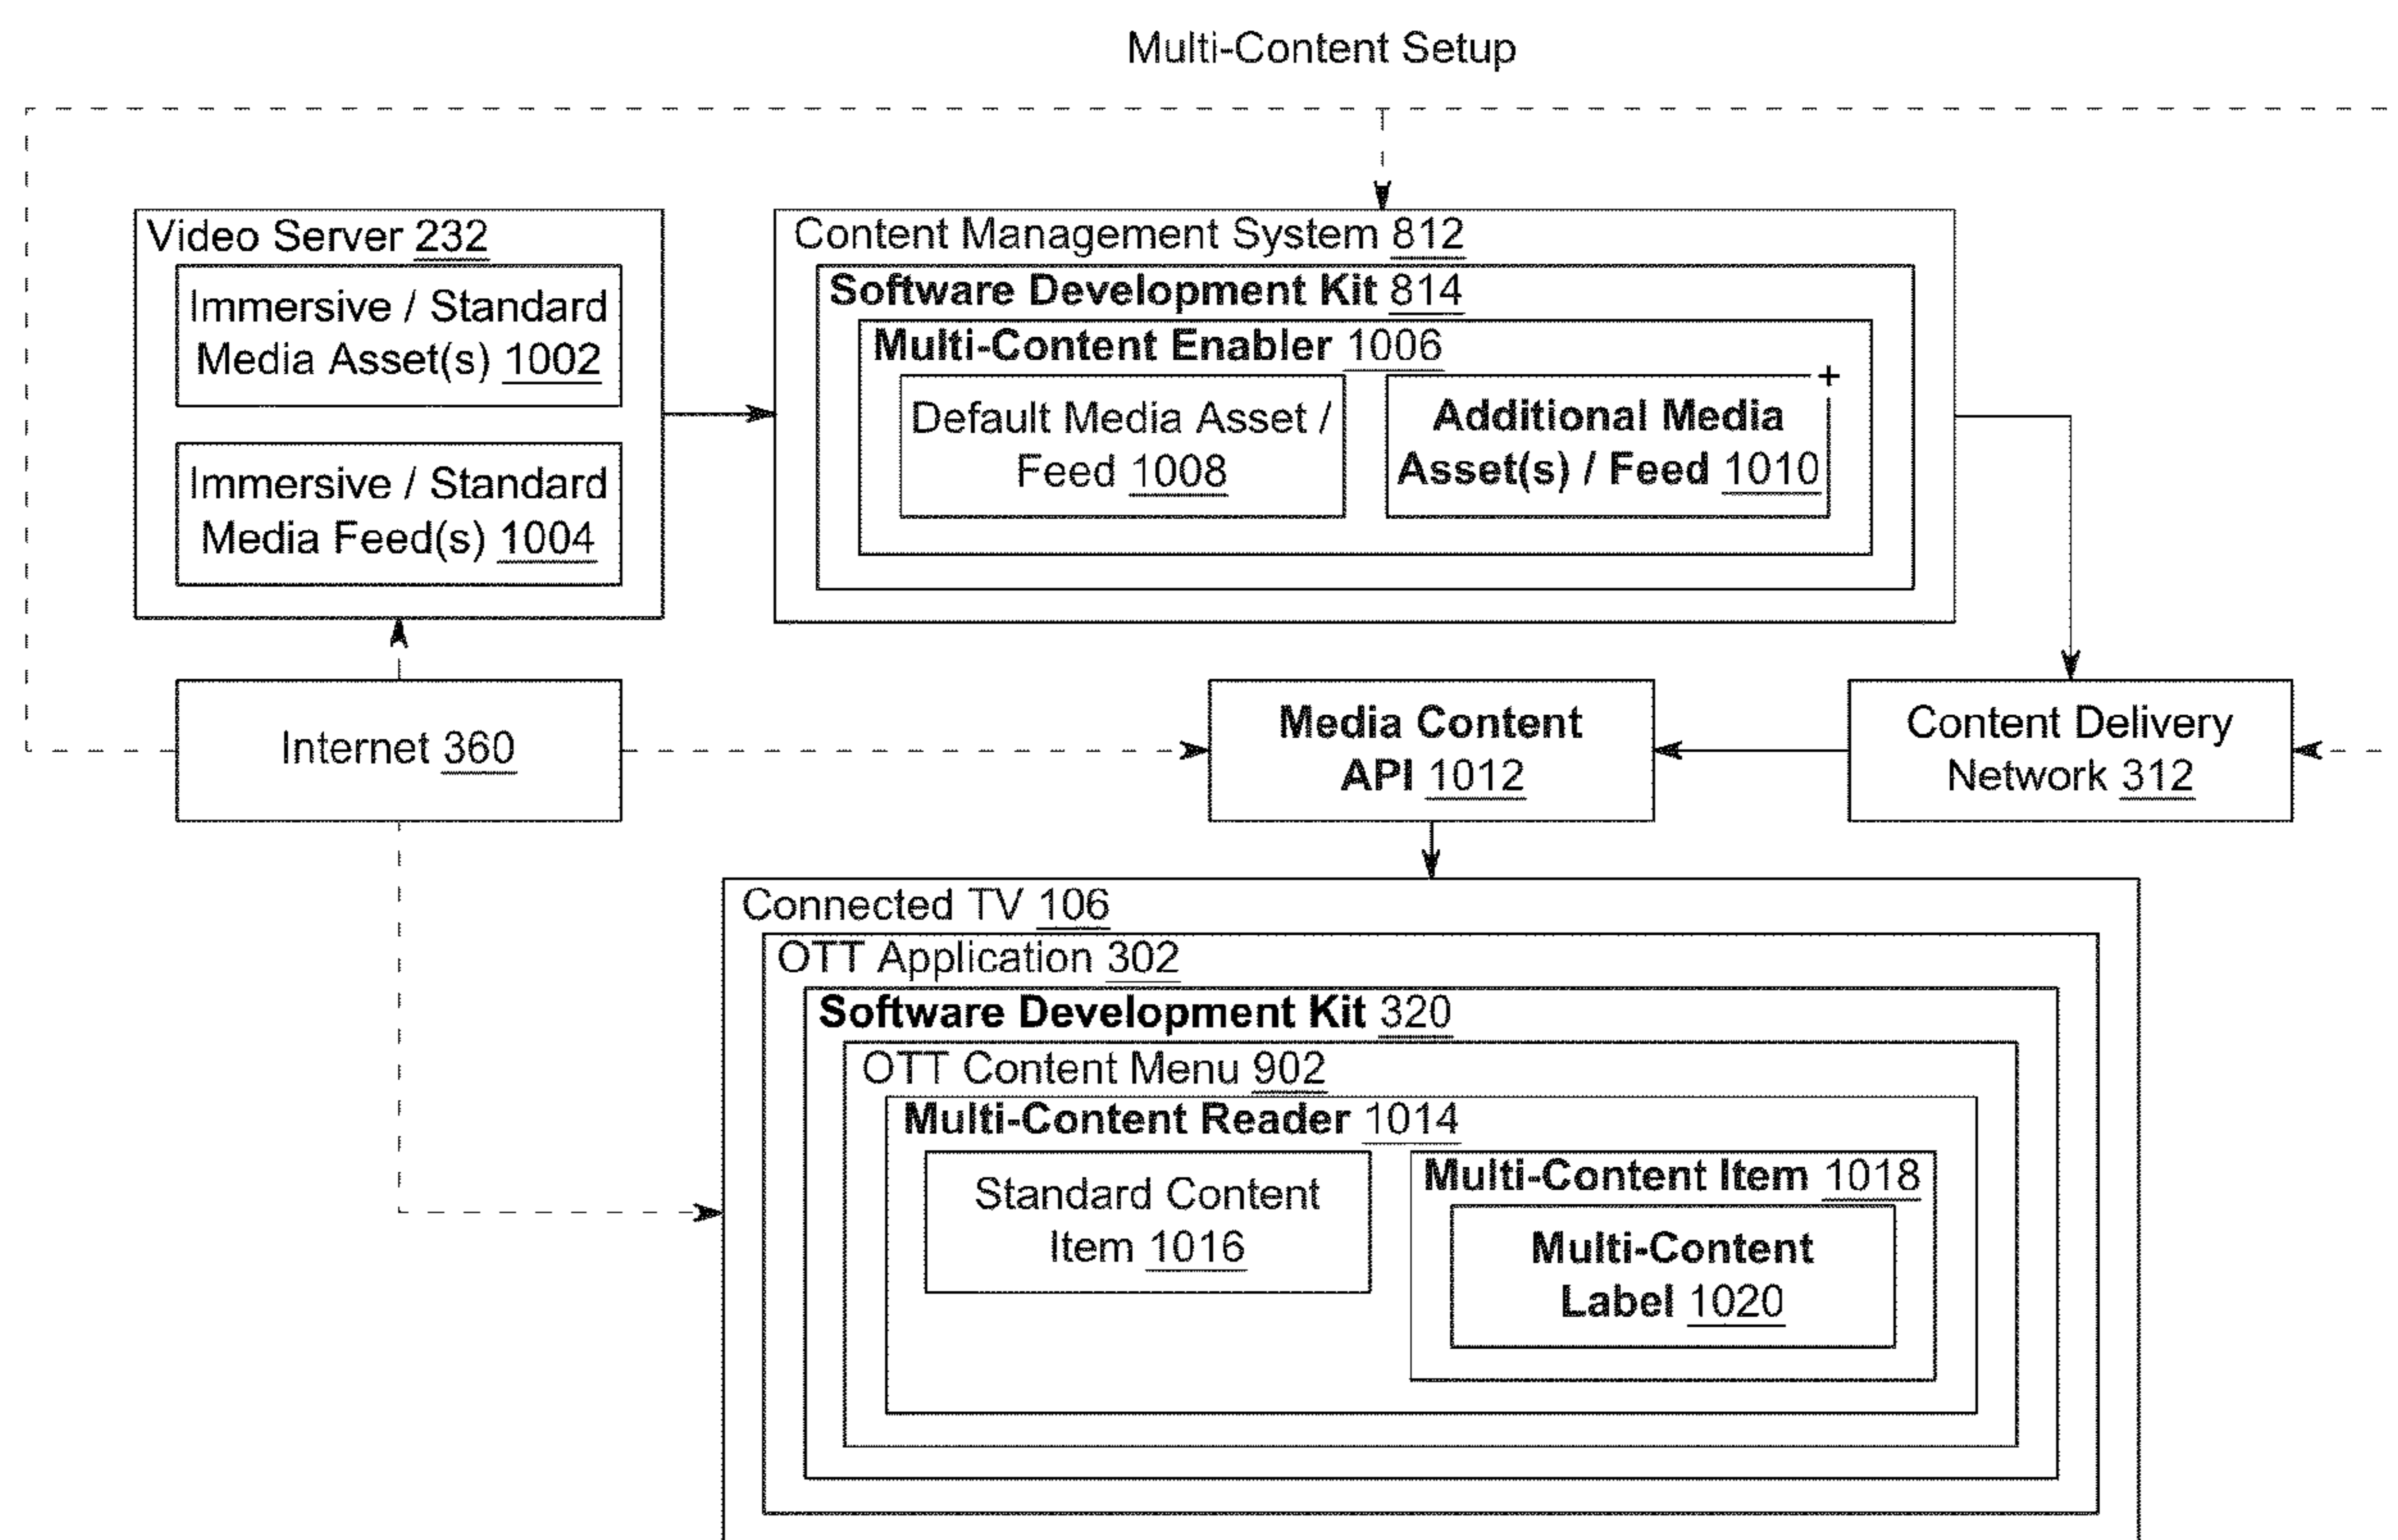 Multi-Content Setup
Video Server 232
Immersive / Standard
Media Asset(s) 1002
Immersive / Standard
Media Feed(s) 1004
Content Management System 812
Software Development Kit 814
Multi-Content Enabler 1006
Default Media Asset /
Feed 1008
+
Additional Media
Asset(s) / Feed 1010
Internet 360
Media Content
API 1012
Content Delivery
Network 312
Connected TV 106
OTT Application 302
Software Development Kit 320
OTT Content Menu 902
Multi-Content Reader 1014
Standard Content
Item 1016
Multi-Content Item 1018
Multi-Content
Label 1020